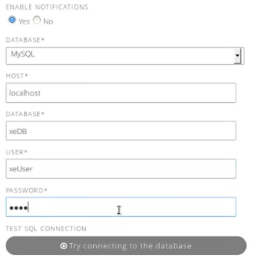 ENABLE NOTIFICATIONS
Yes No
DATABASE*
MySQL
HOST*
localhost
DATABASE*
xeDB
USER*
xeUser
PASSWORD*
••••
TEST SQL CONNECTION
Try connecting to the database